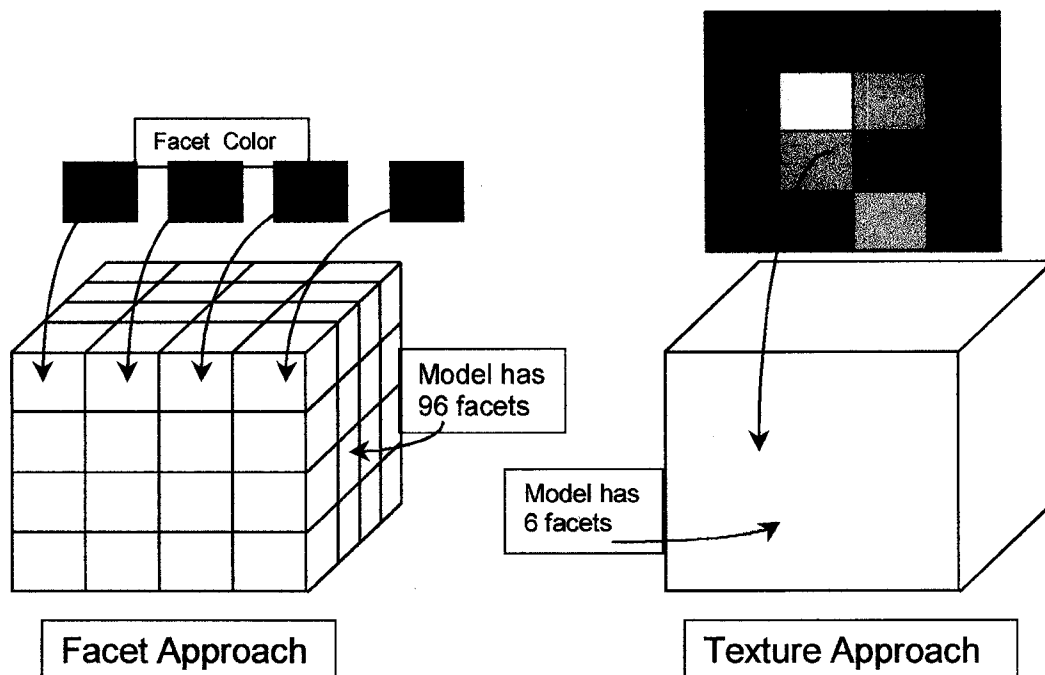 Facet Color
Model has
96 facets
Model has
6 facets
Facet Approach
Texture Approach